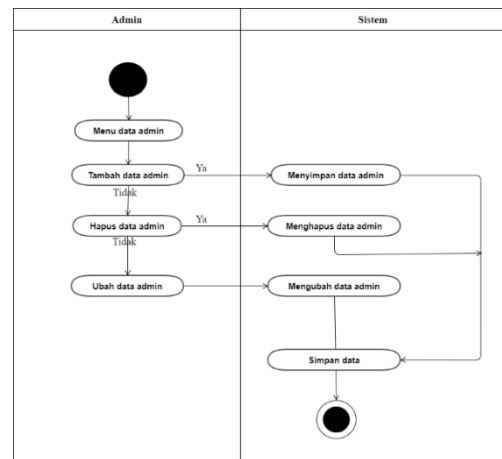 Admin
Sistem
Menu data admin
Tambah data admin
Ya
Menyimpan data admin
Tidak
Hapus data admin
Ya
Menghapus data admin
Tidak
Ubah data admin
Mengubah data admin
Simpan data